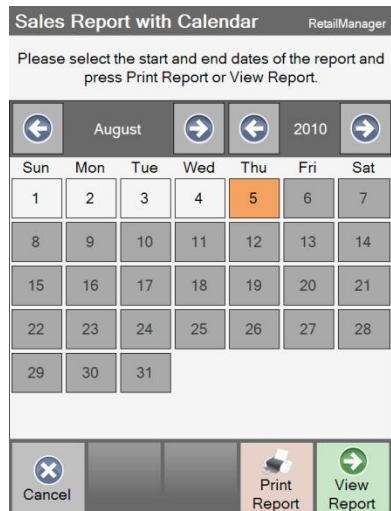 Sales Report with Calendar RetailManager
Please select the start and end dates of the report and
press Print Report or View Report.
August 2010
Sun Mon Tue Wed Thu Fri Sat
1 2 3 4 5 6 7
8 9 10 11 12 13 14
15 16 17 18 19 20 21
22 23 24 25 26 27 28
29 30 31
Cancel
Print
Report
View
Report